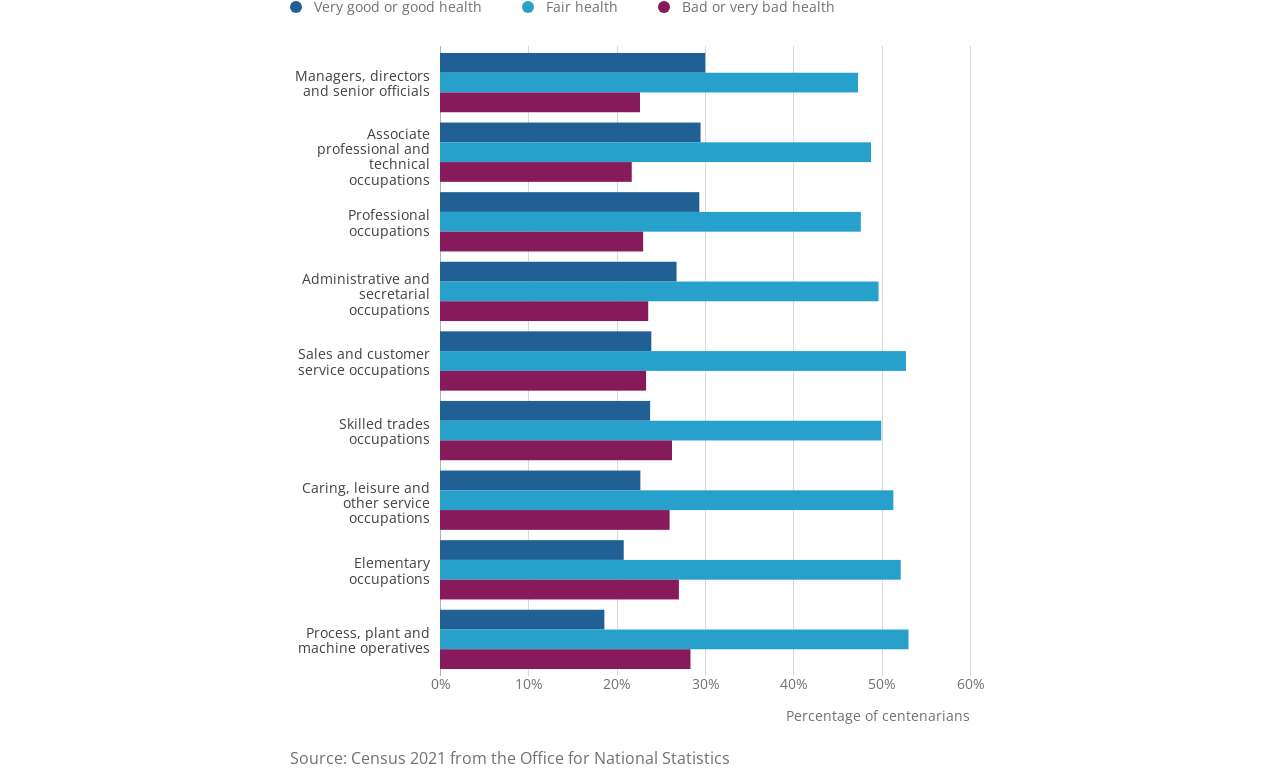 Very good or good health
Fair health
Bad or very bad health
Managers, directors
and senior officials
Associate
professional and
technical
occupations
Professional
occupations
Administrative and
secretarial
occupations
Sales and customer
service occupations
Skilled trades
occupations
Caring, leisure and
other service
occupations
Elementary
occupations
Process, plant and
machine operatives
0%
10%
20%
30%
40%
50%
60%
Percentage of centenarians
Source: Census 2021 from the Office for National Statistics